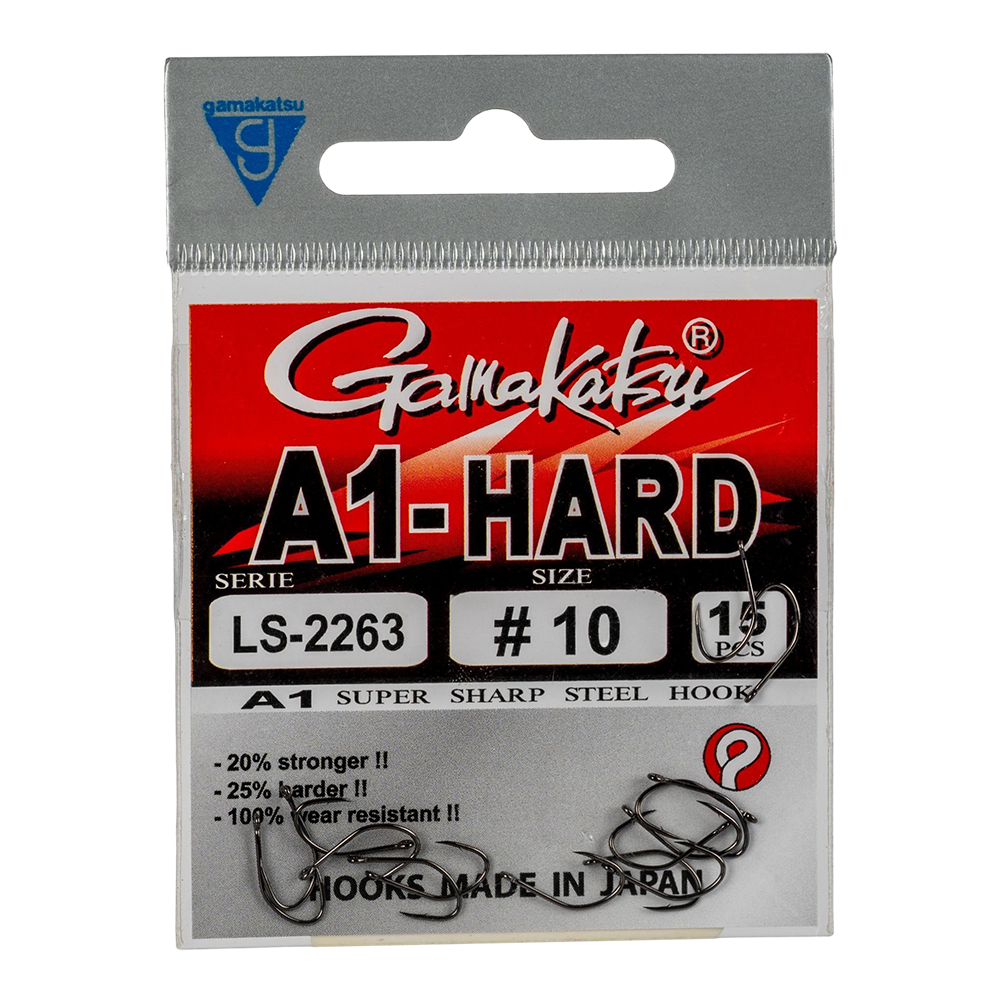 gamakatsu
g
Gamakatsu®
A1-HARD
SERIE SIZE
LS-2263 # 10 15 PCS
A1 SUPER SHARP STEEL HOOK
- 20% stronger !!
- 25% harder !!
- 100% wear resistant !!
HOOKS MADE IN JAPAN